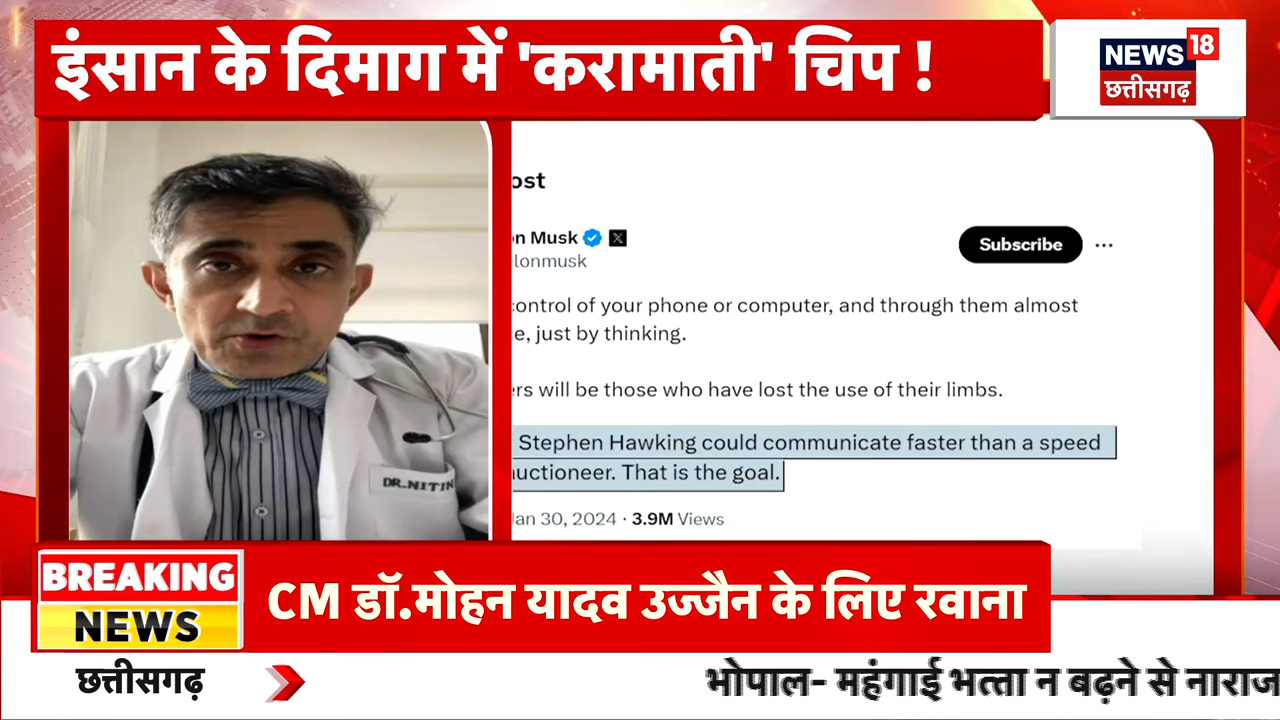 इंसान के दिमाग में 'करामाती' चिप !
NEWS 18
छत्तीसगढ़
ost
on Musk
lonmusk
Subscribe
control of your phone or computer, and through them almost
e, just by thinking.
ers will be those who have lost the use of their limbs.
Stephen Hawking could communicate faster than a speed
auctioneer. That is the goal.
Jan 30, 2024 · 3.9M Views
DR.NITIN
BREAKING
NEWS
CM डॉ.मोहन यादव उज्जैन के लिए रवाना
छत्तीसगढ़
भोपाल- महंगाई भत्ता न बढ़ने से नाराज